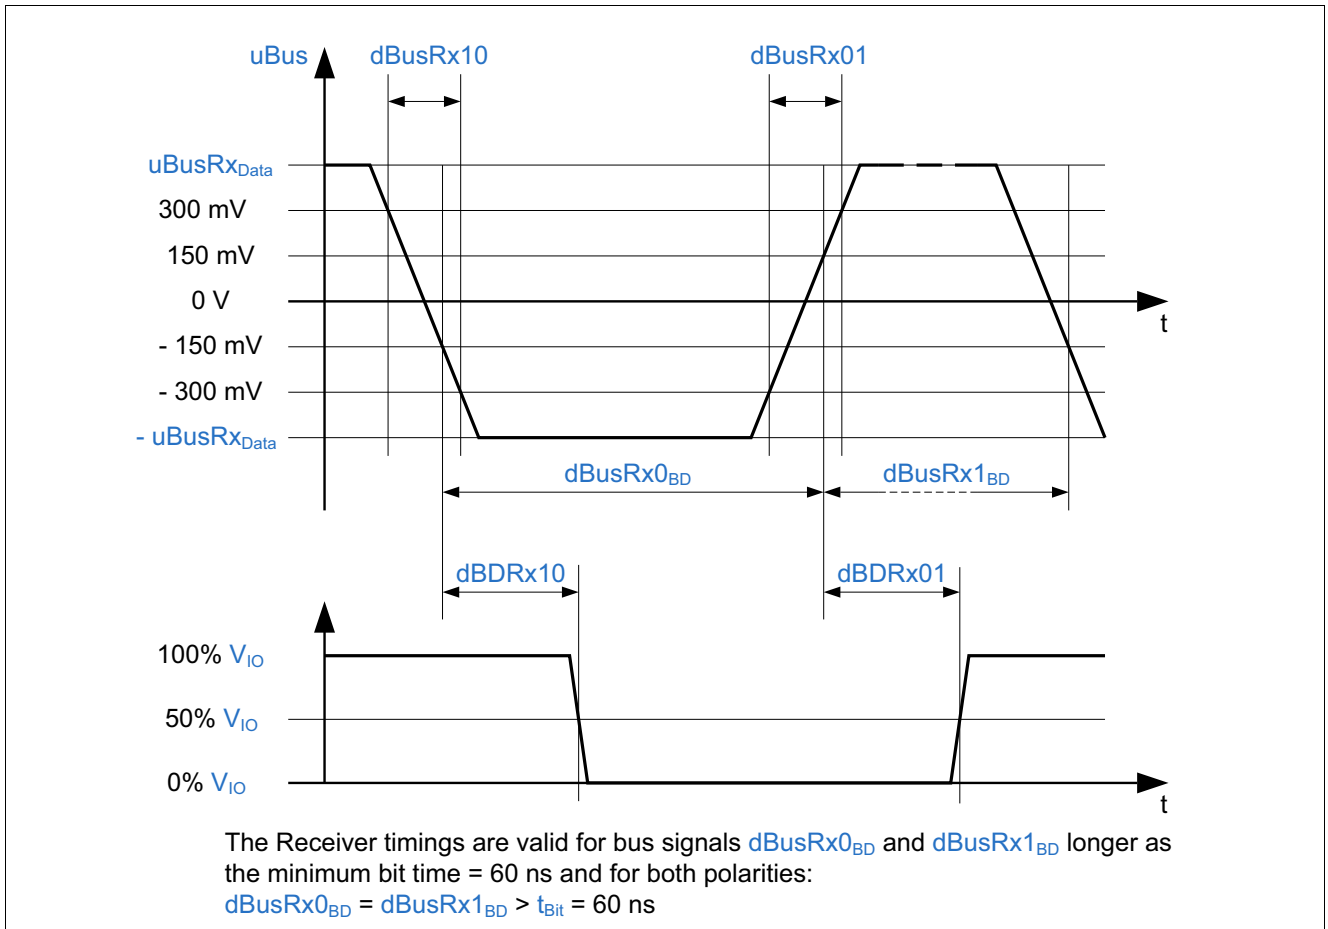 uBus dBusRx10 dBusRx01
uBusRxData
300 mV
150 mV
0 V
t
- 150 mV
- 300 mV
- uBusRxData
dBusRx0BD dBusRx1BD
dBDRx10 dBDRx01
100% VIO
50% VIO
0% VIO
t
The Receiver timings are valid for bus signals dBusRx0BD and dBusRx1BD longer as
the minimum bit time = 60 ns and for both polarities:
dBusRx0BD = dBusRx1BD > tBit = 60 ns